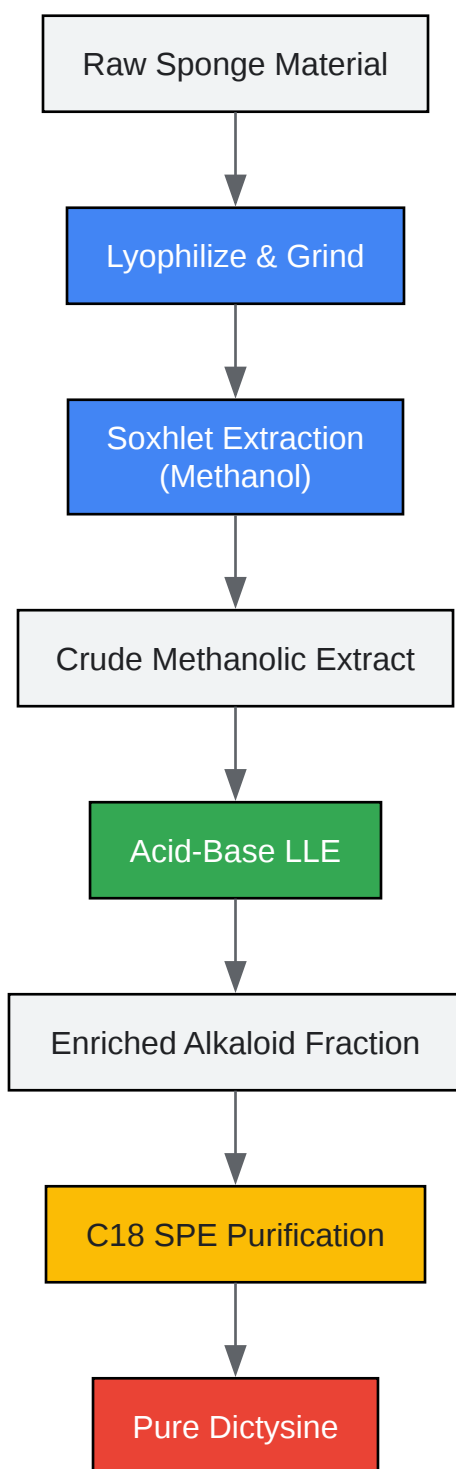 Raw Sponge Material
Lyophilize & Grind
Soxhlet Extraction
(Methanol)
Crude Methanolic Extract
Acid-Base LLE
Enriched Alkaloid Fraction
C18 SPE Purification
Pure Dictysine